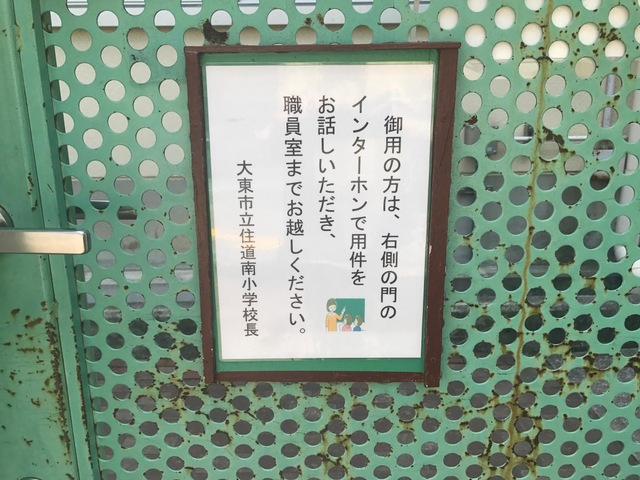 御用の方は、右側の門の
インターホンで用件を
お話しいただき、
職員室までお越しください。
大東市立住道南小学校長